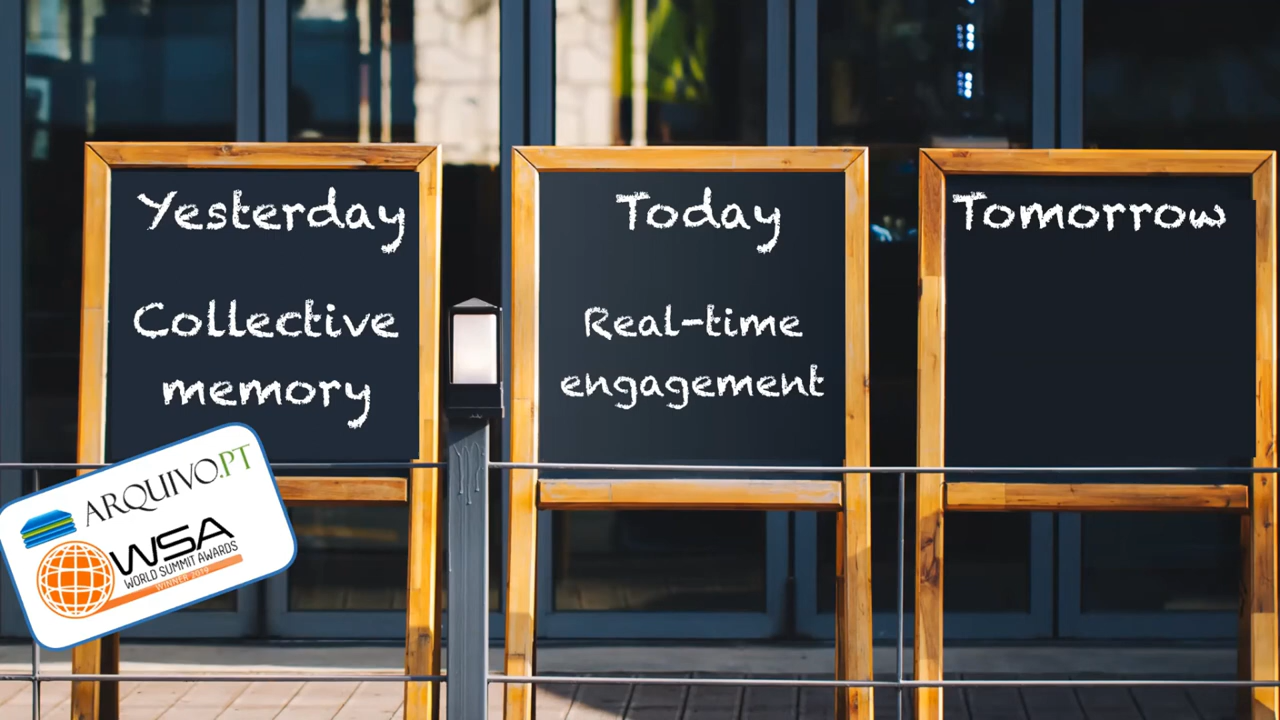 Yesterday
Collective
memory
Today
Real-time
engagement
Tomorrow
ARQUIVO.PT
WSA
WORLD SUMMIT AWARDS